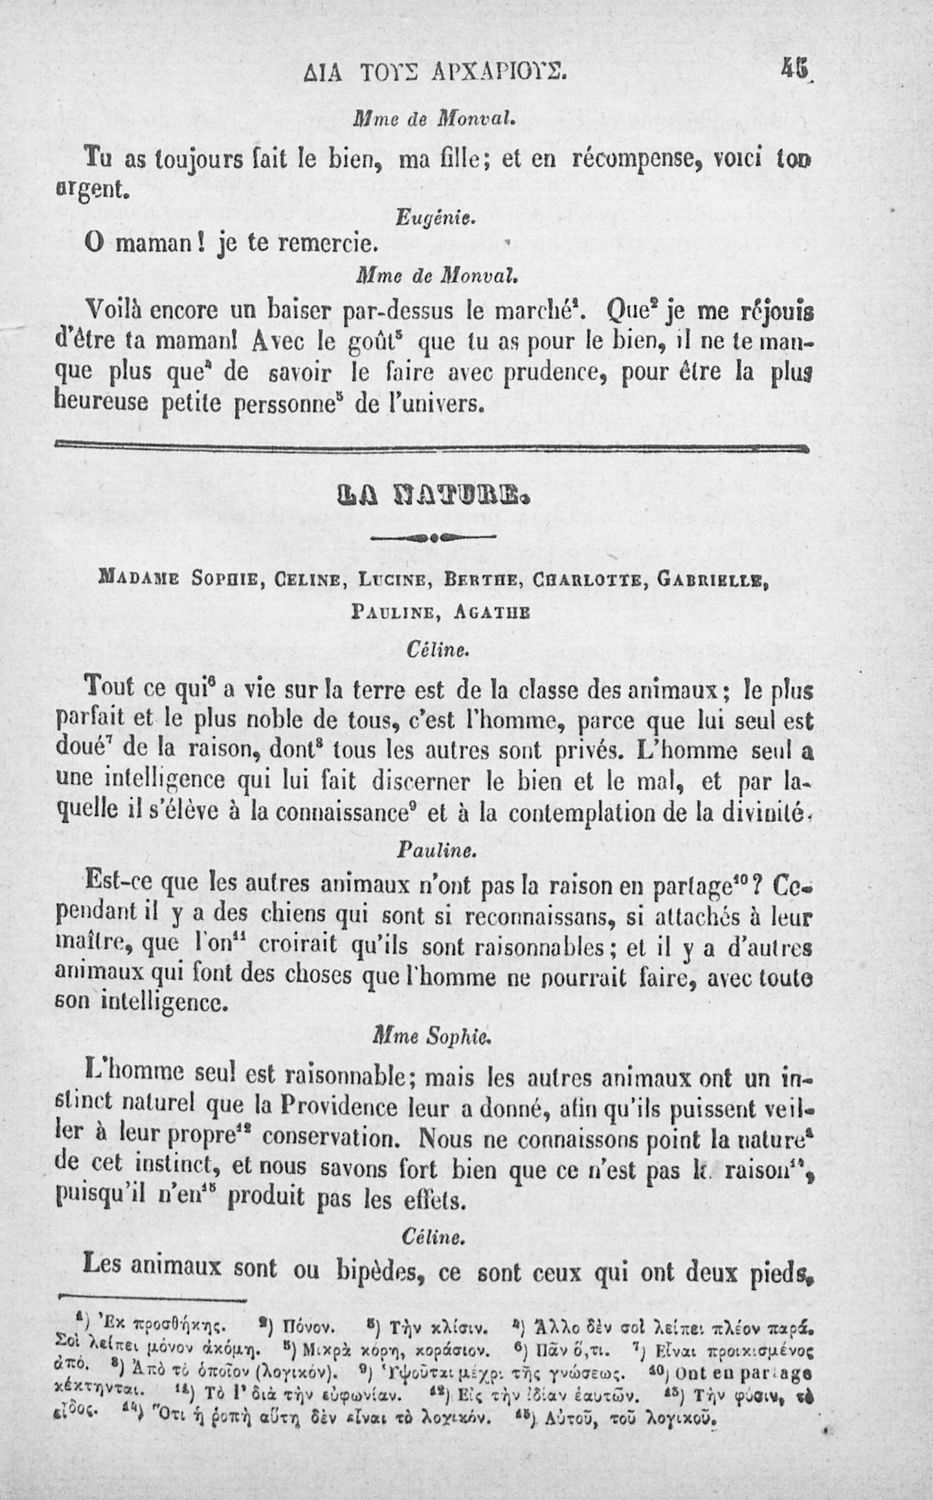 ΔΙΑ ΤΟΥΣ ΑΡΧΑΡΙΟΥΣ. 45
Mme de Monval.
Tu as toujours fait le bien, ma fille; et en récompense, voici ton
argent.
Eugénie.
O maman! je te remercie.
Mme de Monval.
Voilà encore un baiser par-dessus le marché¹. Que² je me réjouis
d'être ta maman! Avec le goût³ que tu as pour le bien, il ne te man-
que plus que⁴ de savoir le faire avec prudence, pour être la plus
heureuse petite perssonne⁵ de l'univers.
LA NATURE.
MADAME SOPHIE, CELINE, LUCINE, BERTHE, CHARLOTTE, GABRIELLE,
PAULINE, AGATHE
Céline.
Tout ce qui⁶ a vie sur la terre est de la classe des animaux; le plus
parfait et le plus noble de tous, c'est l'homme, parce que lui seul est
doué⁷ de la raison, dont⁸ tous les autres sont privés. L'homme seul a
une intelligence qui lui fait discerner le bien et le mal, et par la-
quelle il s'élève à la connaissance⁹ et à la contemplation de la divinité.
Pauline.
Est-ce que les autres animaux n'ont pas la raison en partage¹⁰? Ce-
pendant il y a des chiens qui sont si reconnaissans, si attachés à leur
maître, que l'on¹¹ croirait qu'ils sont raisonnables; et il y a d'autres
animaux qui font des choses que l'homme ne pourrait faire, avec toute
son intelligence.
Mme Sophie.
L'homme seul est raisonnable; mais les autres animaux ont un in-
stinct naturel que la Providence leur a donné, afin qu'ils puissent veil-
ler à leur propre¹² conservation. Nous ne connaissons point la nature
de cet instinct, et nous savons fort bien que ce n'est pas la raison¹⁴,
puisqu'il n'en¹⁵ produit pas les effets.
Céline.
Les animaux sont ou bipèdes, ce sont ceux qui ont deux pieds,
¹) Ἐκ προσθήκης. ²) Πόνον. ³) Τὴν κλίσιν. ⁴) Ἄλλο δὲν σοὶ λείπει πλέον παρά.
Σοὶ λείπει μόνον ἀκόμη. ⁵) Μικρὰ κόρη, κοράσιον. ⁶) Πᾶν ὅ,τι. ⁷) Εἶναι προικισμένος
ἀπό. ⁸) Ἀπὸ τὸ ὁποῖον (λογικόν). ⁹) Ὑψοῦται μέχρι τῆς γνώσεως. ¹⁰) Ont en partage
κέκτηνται. ¹¹) Τὸ l' διὰ τὴν εὐφωνίαν. ¹²) Εἰς τὴν ἰδίαν ἑαυτῶν. ¹³) Τὴν φύσιν, τὸ
εἶδος. ¹⁴) Ὅτι ἡ ῥοπὴ αὕτη δὲν εἶναι τὸ λογικόν. ¹⁵) Αὐτοῦ, τοῦ λογικοῦ.